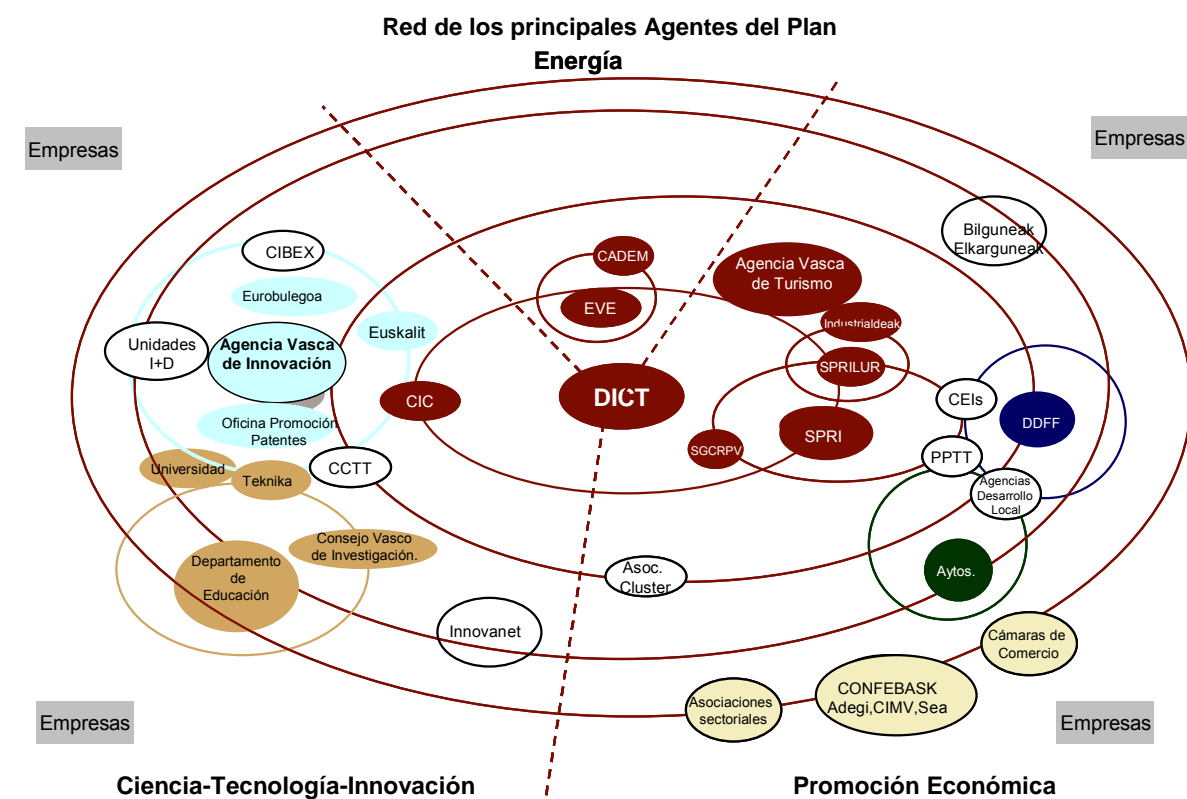 Red de los principales Agentes del Plan
Energía
Empresas
Empresas
Bilguneak
Elkarguneak
CIBEX
CADEM
Agencia Vasca
de Turismo
Eurobulegoa
EVE
Industrialdeak
Euskalit
Unidades
I+D
Agencia Vasca
de Innovación
SPRILUR
CIC
DICT
CEIs
DDFF
Oficina Promoción
Patentes
SPRI
SGCRPV
PPTT
Universidad
Teknika
CCTT
Agencias
Desarrollo
Local
Consejo Vasco
de Investigación.
Departamento
de
Educación
Asoc.
Cluster
Aytos.
Innovanet
Cámaras de
Comercio
CONFEBASK
Adegi,CIMV,Sea
Asociaciones
sectoriales
Empresas
Empresas
Ciencia-Tecnología-Innovación
Promoción Económica